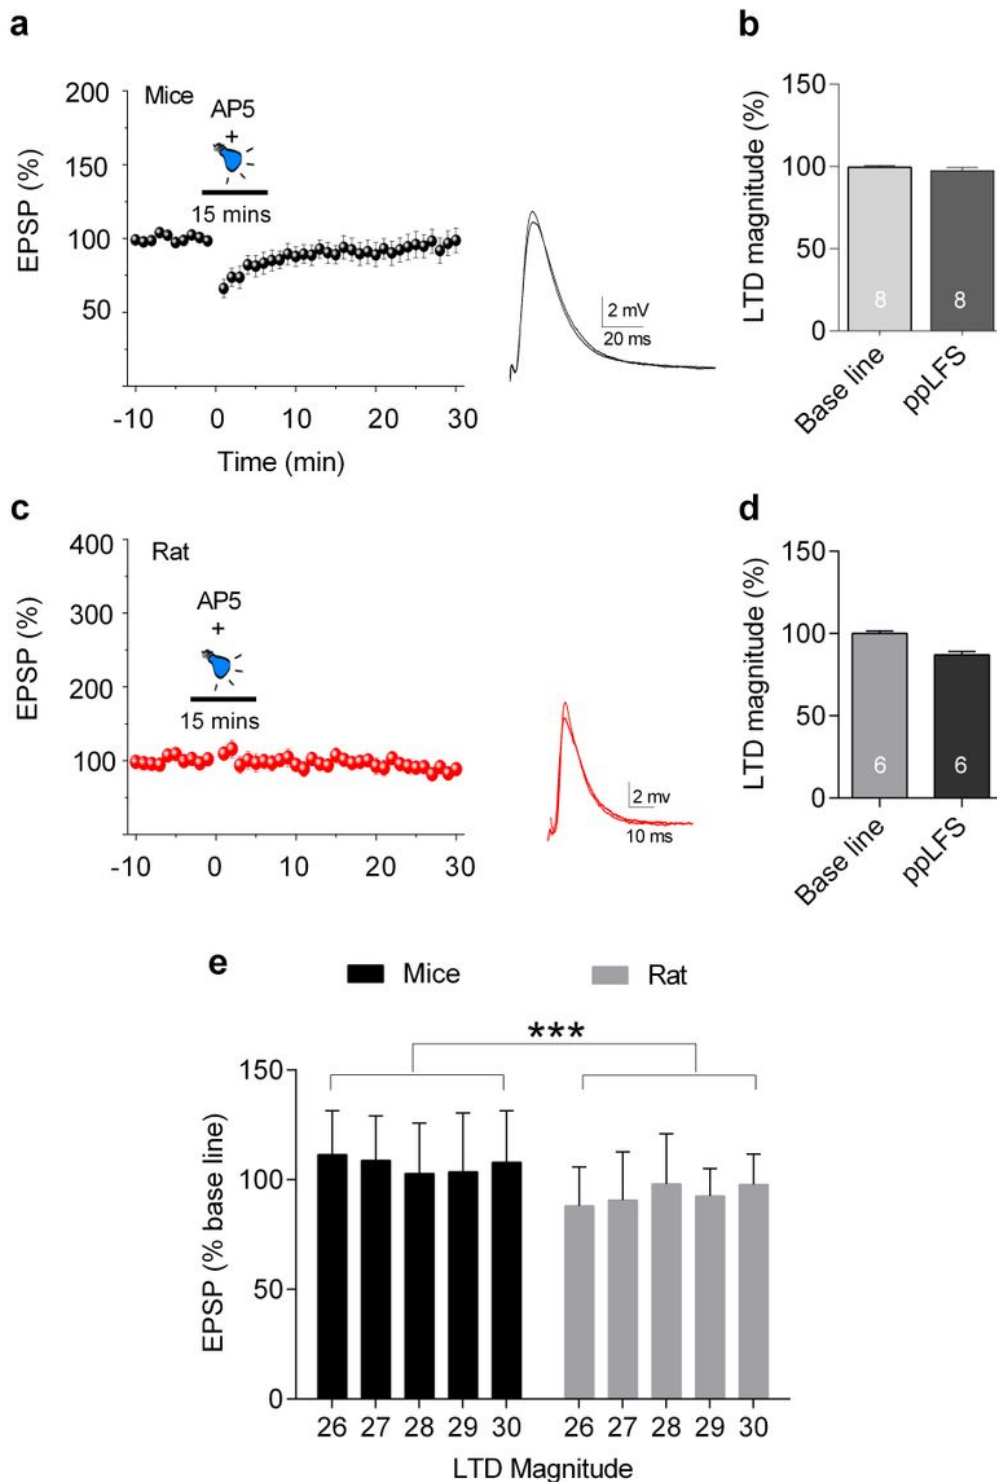 a
200
150
100
50
EPSP (%)
Mice
AP5
+
15 mins
-10 0 10 20 30
Time (min)
2 mV
20 ms
b
150
100
50
0
LTD magnitude (%)
8 8
Base line ppLFS
c
400
300
200
100
EPSP (%)
Rat
AP5
+
15 mins
-10 0 10 20 30
2 mv
10 ms
d
150
100
50
0
LTD magnitude (%)
6 6
Base line ppLFS
e
Mice Rat
***
150
100
50
0
EPSP (% base line)
26 27 28 29 30 26 27 28 29 30
LTD Magnitude